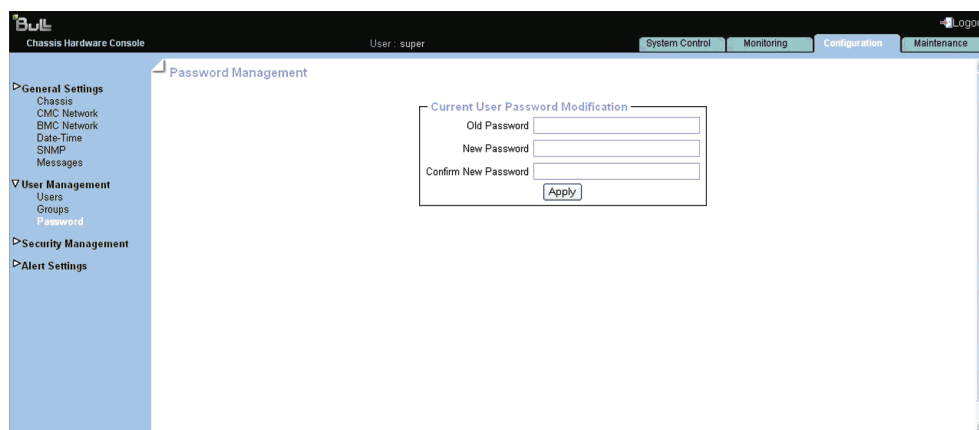 Bull
Logou
Chassis Hardware Console
User : super
System Control
Monitoring
Configuration
Maintenance
General Settings
Chassis
CMC Network
BMC Network
Date-Time
SNMP
Messages
User Management
Users
Groups
Password
Security Management
Alert Settings
Password Management
Current User Password Modification
Old Password
New Password
Confirm New Password
Apply